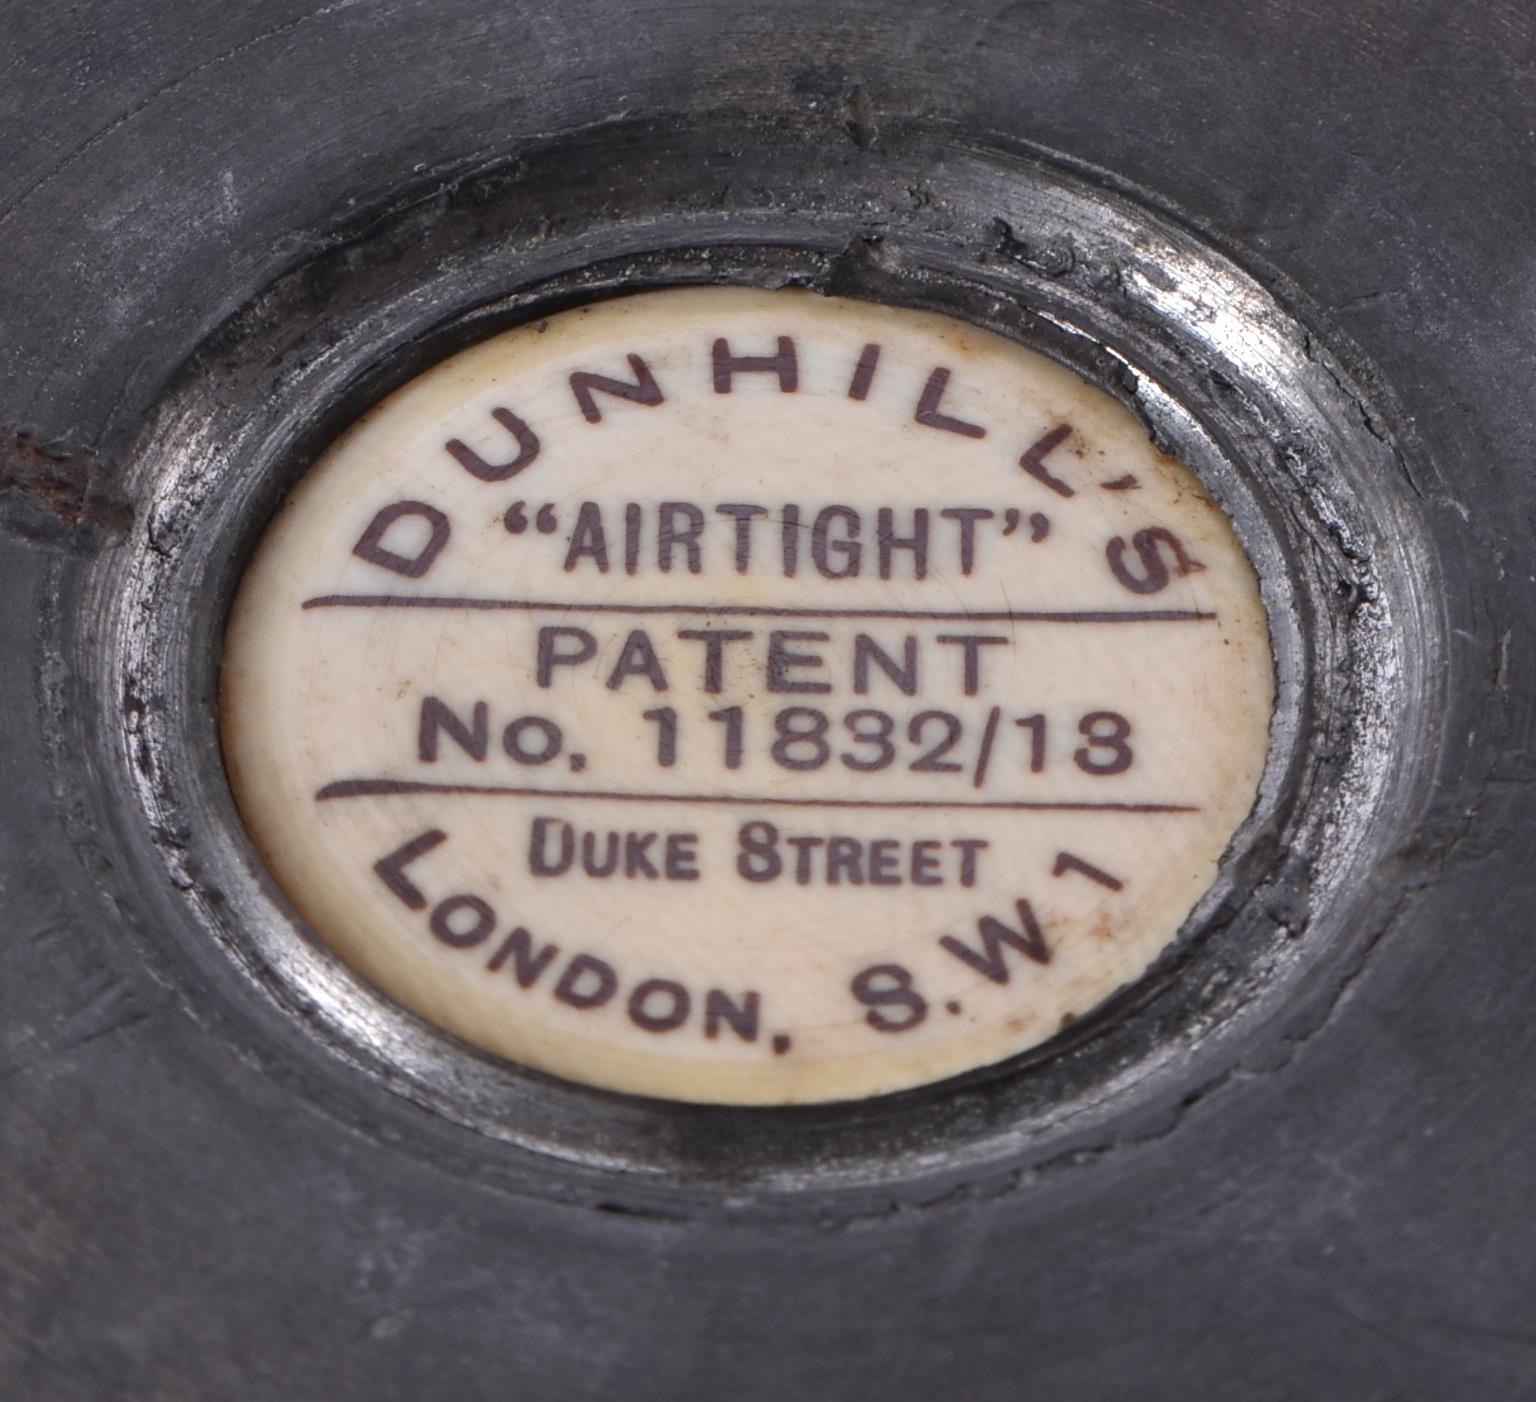 DUNHILL'S
“AIRTIGHT”
PATENT
No. 11832/13
DUKE STREET
LONDON, S.W 1